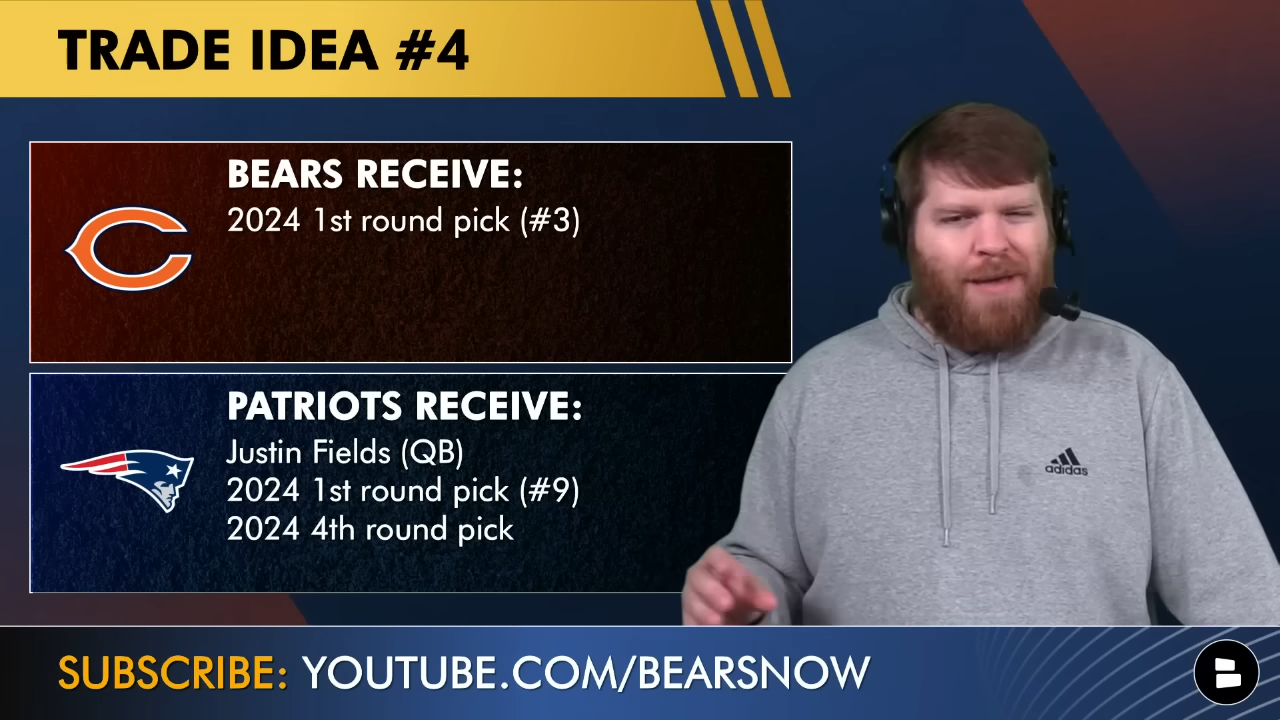 TRADE IDEA #4
BEARS RECEIVE:
2024 1st round pick (#3)
PATRIOTS RECEIVE:
Justin Fields (QB)
2024 1st round pick (#9)
2024 4th round pick
adidas
SUBSCRIBE: YOUTUBE.COM/BEARSNOW